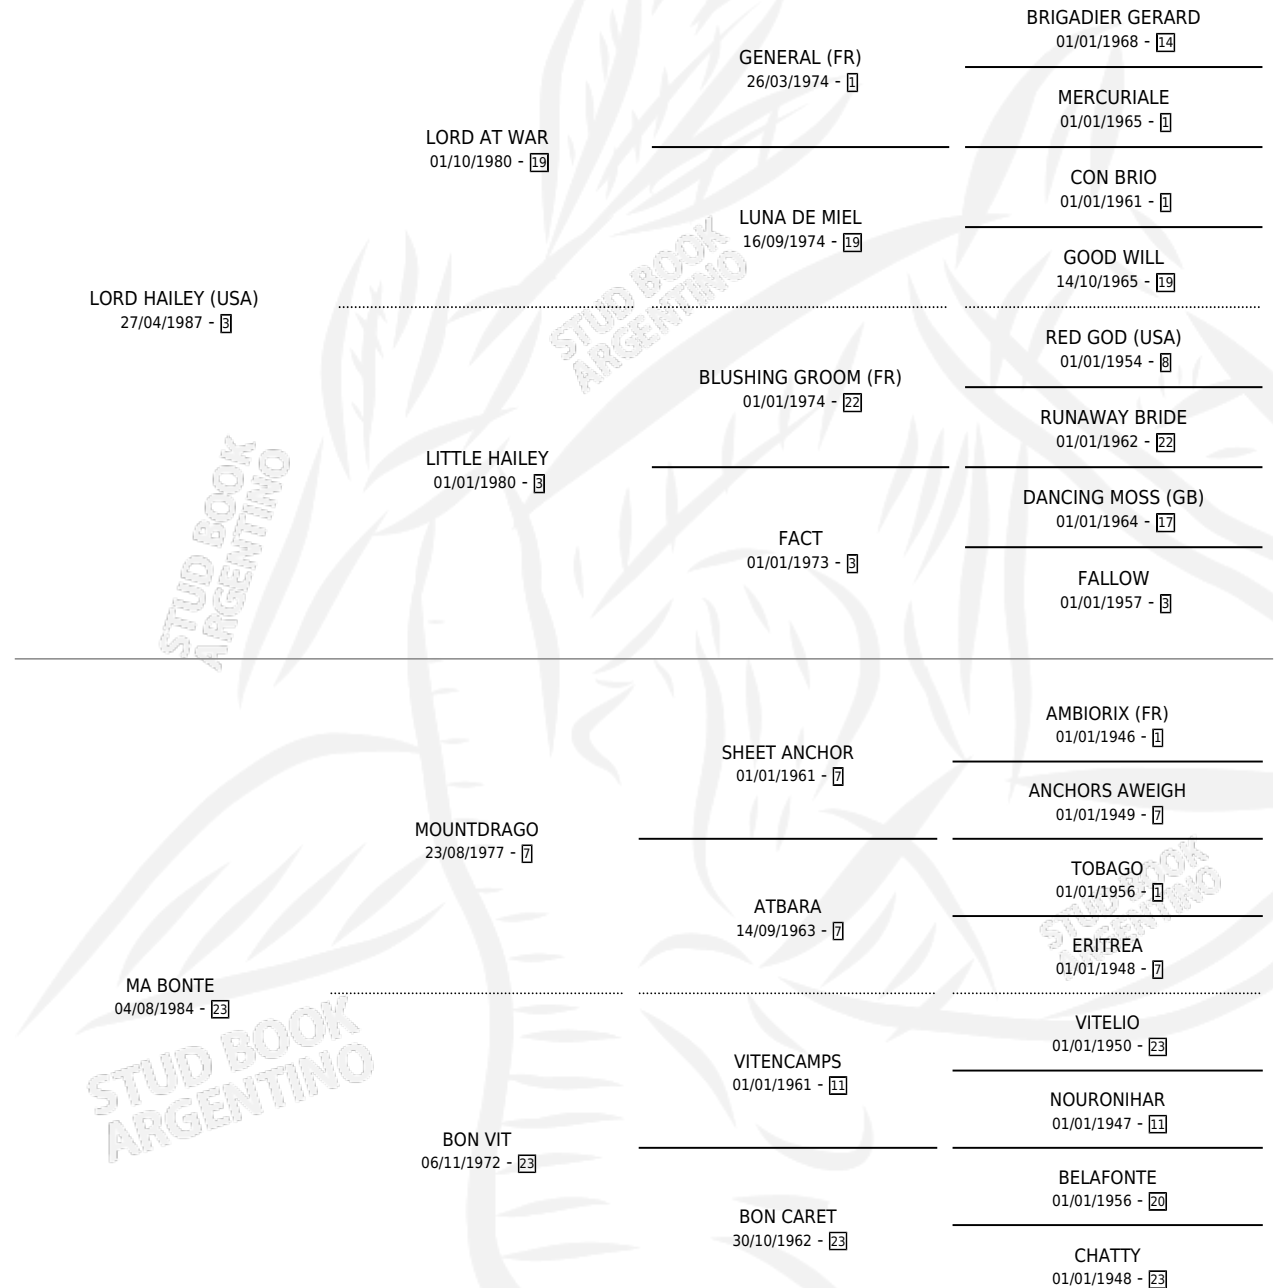 BRIGADIER GERARD
01/01/1968 - 14
GENERAL (FR)
26/03/1974 - 1
MERCURIALE
01/01/1965 - 1
LORD AT WAR
01/10/1980 - 19
CON BRIO
01/01/1961 - 1
LUNA DE MIEL
16/09/1974 - 19
GOOD WILL
14/10/1965 - 19
LORD HAILEY (USA)
27/04/1987 - 3
RED GOD (USA)
01/01/1954 - 8
BLUSHING GROOM (FR)
01/01/1974 - 22
RUNAWAY BRIDE
01/01/1962 - 22
LITTLE HAILEY
01/01/1980 - 3
DANCING MOSS (GB)
01/01/1964 - 17
FACT
01/01/1973 - 3
FALLOW
01/01/1957 - 3
AMBIORIX (FR)
01/01/1946 - 1
SHEET ANCHOR
01/01/1961 - 7
ANCHORS AWEIGH
01/01/1949 - 7
MOUNTDRAGO
23/08/1977 - 7
TOBAGO
01/01/1956 - 1
ATBARA
14/09/1963 - 7
ERITREA
01/01/1948 - 7
MA BONTE
04/08/1984 - 23
VITELIO
01/01/1950 - 23
VITENCAMPS
01/01/1961 - 11
NOURONIHAR
01/01/1947 - 11
BON VIT
06/11/1972 - 23
BELAFONTE
01/01/1956 - 20
BON CARET
30/10/1962 - 23
CHATTY
01/01/1948 - 23
STUD BOOK
ARGENTINO
STUD BOOK
ARGENTINO
STUD BOOK
ARGENTINO
STUD BOOK
ARGENTINO